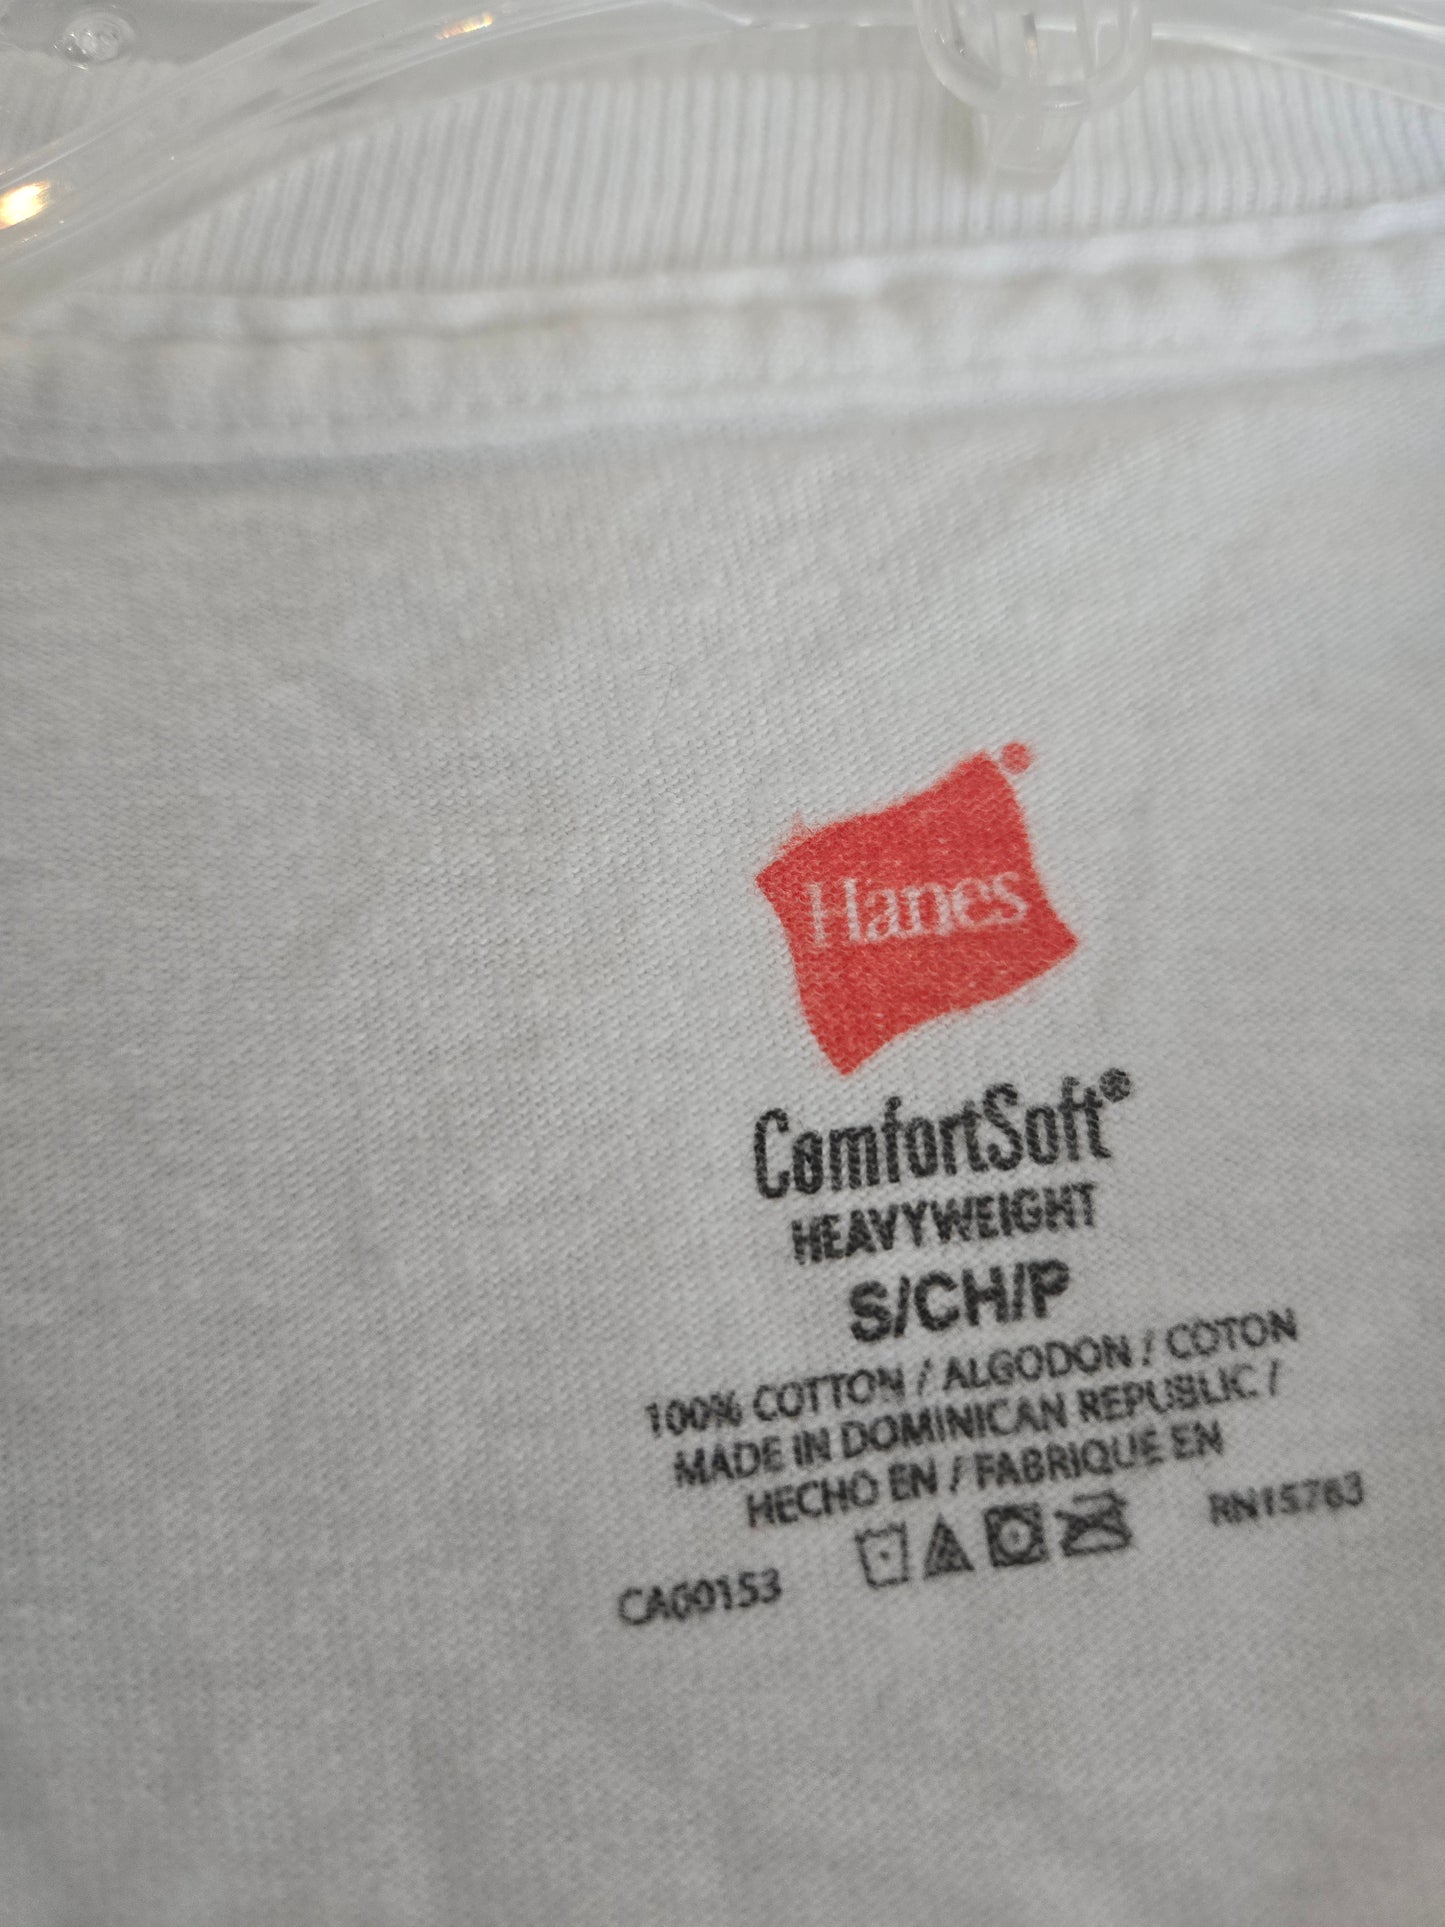 Hanes
ComfortSoft®
HEAVYWEIGHT
S/CH/P
100% COTTON / ALGODON / COTON
MADE IN DOMINICAN REPUBLIC /
HECHO EN / FABRIQUE EN
CA00153 RN15763